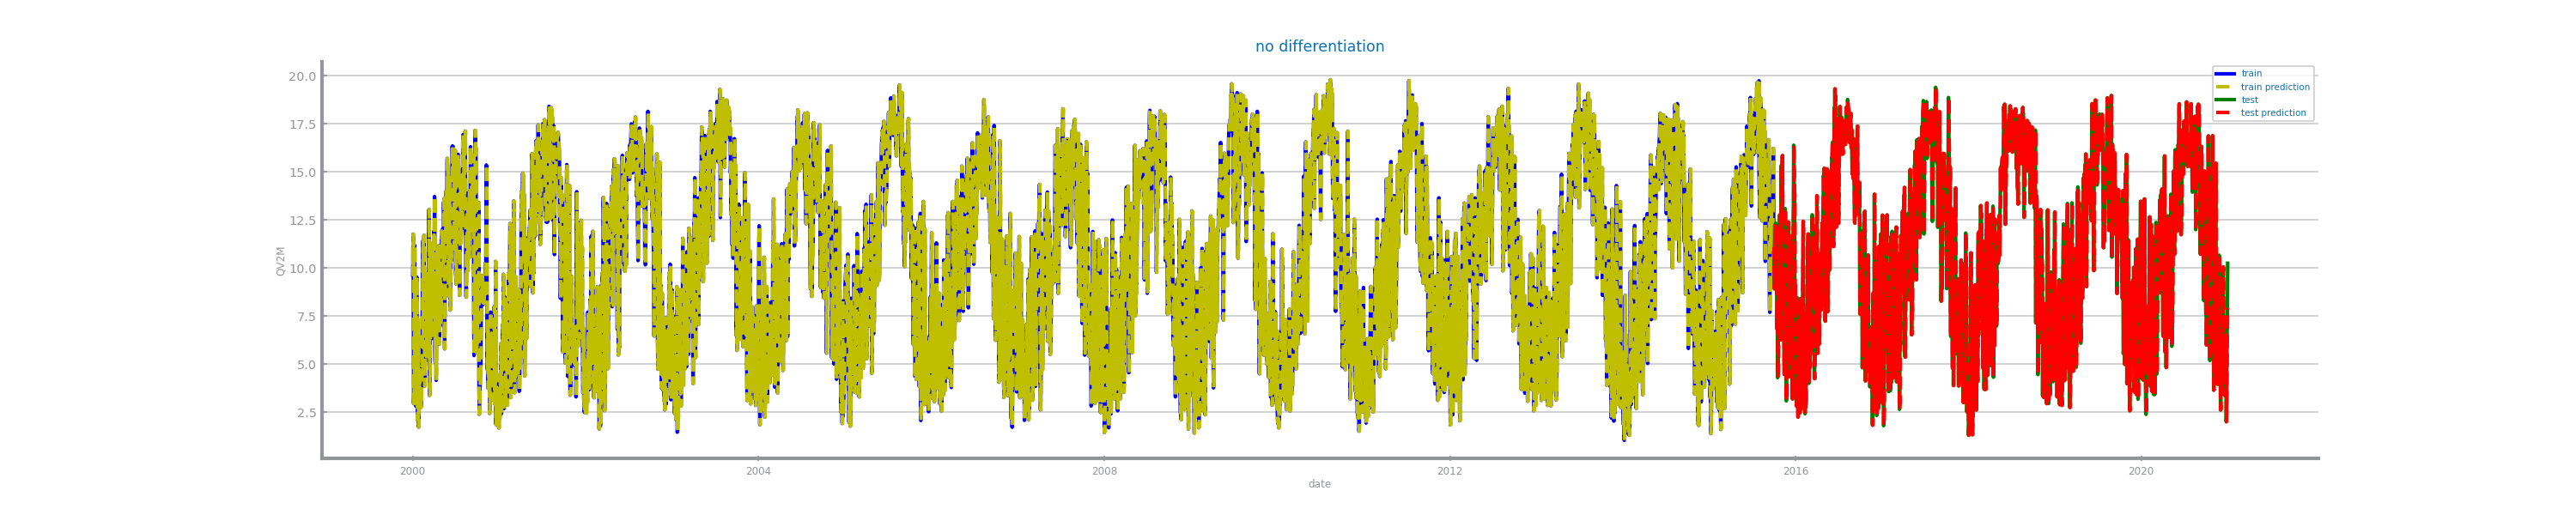 no differentiation
20.0
17.5
15.0
12.5
10.0
7.5
5.0
2.5
QV2M
2000
2004
2008
2012
2016
2020
date
train
train prediction
test
test prediction